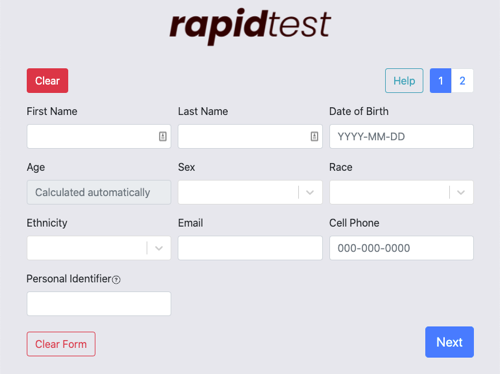 rapidtest
Clear Help 1 2
First Name Last Name Date of Birth
YYYY-MM-DD
Age Sex Race
Calculated automatically
Ethnicity Email Cell Phone
000-000-0000
Personal Identifier ?
Clear Form Next